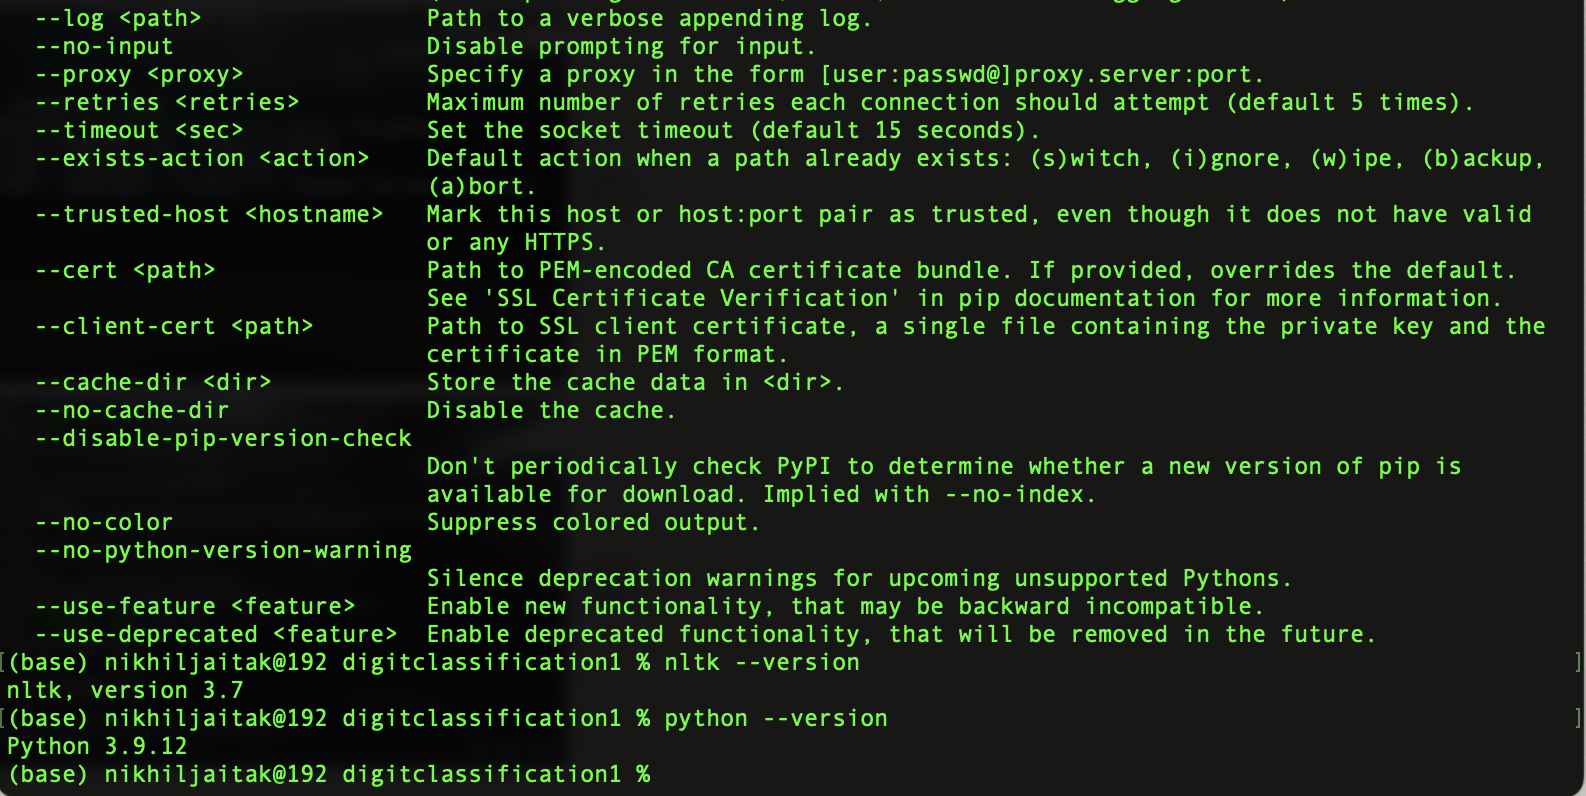 --log <path>                Path to a verbose appending log.
--no-input                  Disable prompting for input.
--proxy <proxy>             Specify a proxy in the form [user:passwd@]proxy.server:port.
--retries <retries>         Maximum number of retries each connection should attempt (default 5 times).
--timeout <sec>             Set the socket timeout (default 15 seconds).
--exists-action <action>    Default action when a path already exists: (s)witch, (i)gnore, (w)ipe, (b)ackup,
(a)bort.
--trusted-host <hostname>   Mark this host or host:port pair as trusted, even though it does not have valid
or any HTTPS.
--cert <path>               Path to PEM-encoded CA certificate bundle. If provided, overrides the default.
See 'SSL Certificate Verification' in pip documentation for more information.
--client-cert <path>        Path to SSL client certificate, a single file containing the private key and the
certificate in PEM format.
--cache-dir <dir>           Store the cache data in <dir>.
--no-cache-dir              Disable the cache.
--disable-pip-version-check
Don't periodically check PyPI to determine whether a new version of pip is
available for download. Implied with --no-index.
--no-color                  Suppress colored output.
--no-python-version-warning
Silence deprecation warnings for upcoming unsupported Pythons.
--use-feature <feature>     Enable new functionality, that may be backward incompatible.
--use-deprecated <feature>  Enable deprecated functionality, that will be removed in the future.
[(base) nikhiljaitak@192 digitclassification1 % nltk --version ]
nltk, version 3.7
[(base) nikhiljaitak@192 digitclassification1 % python --version ]
Python 3.9.12
(base) nikhiljaitak@192 digitclassification1 %